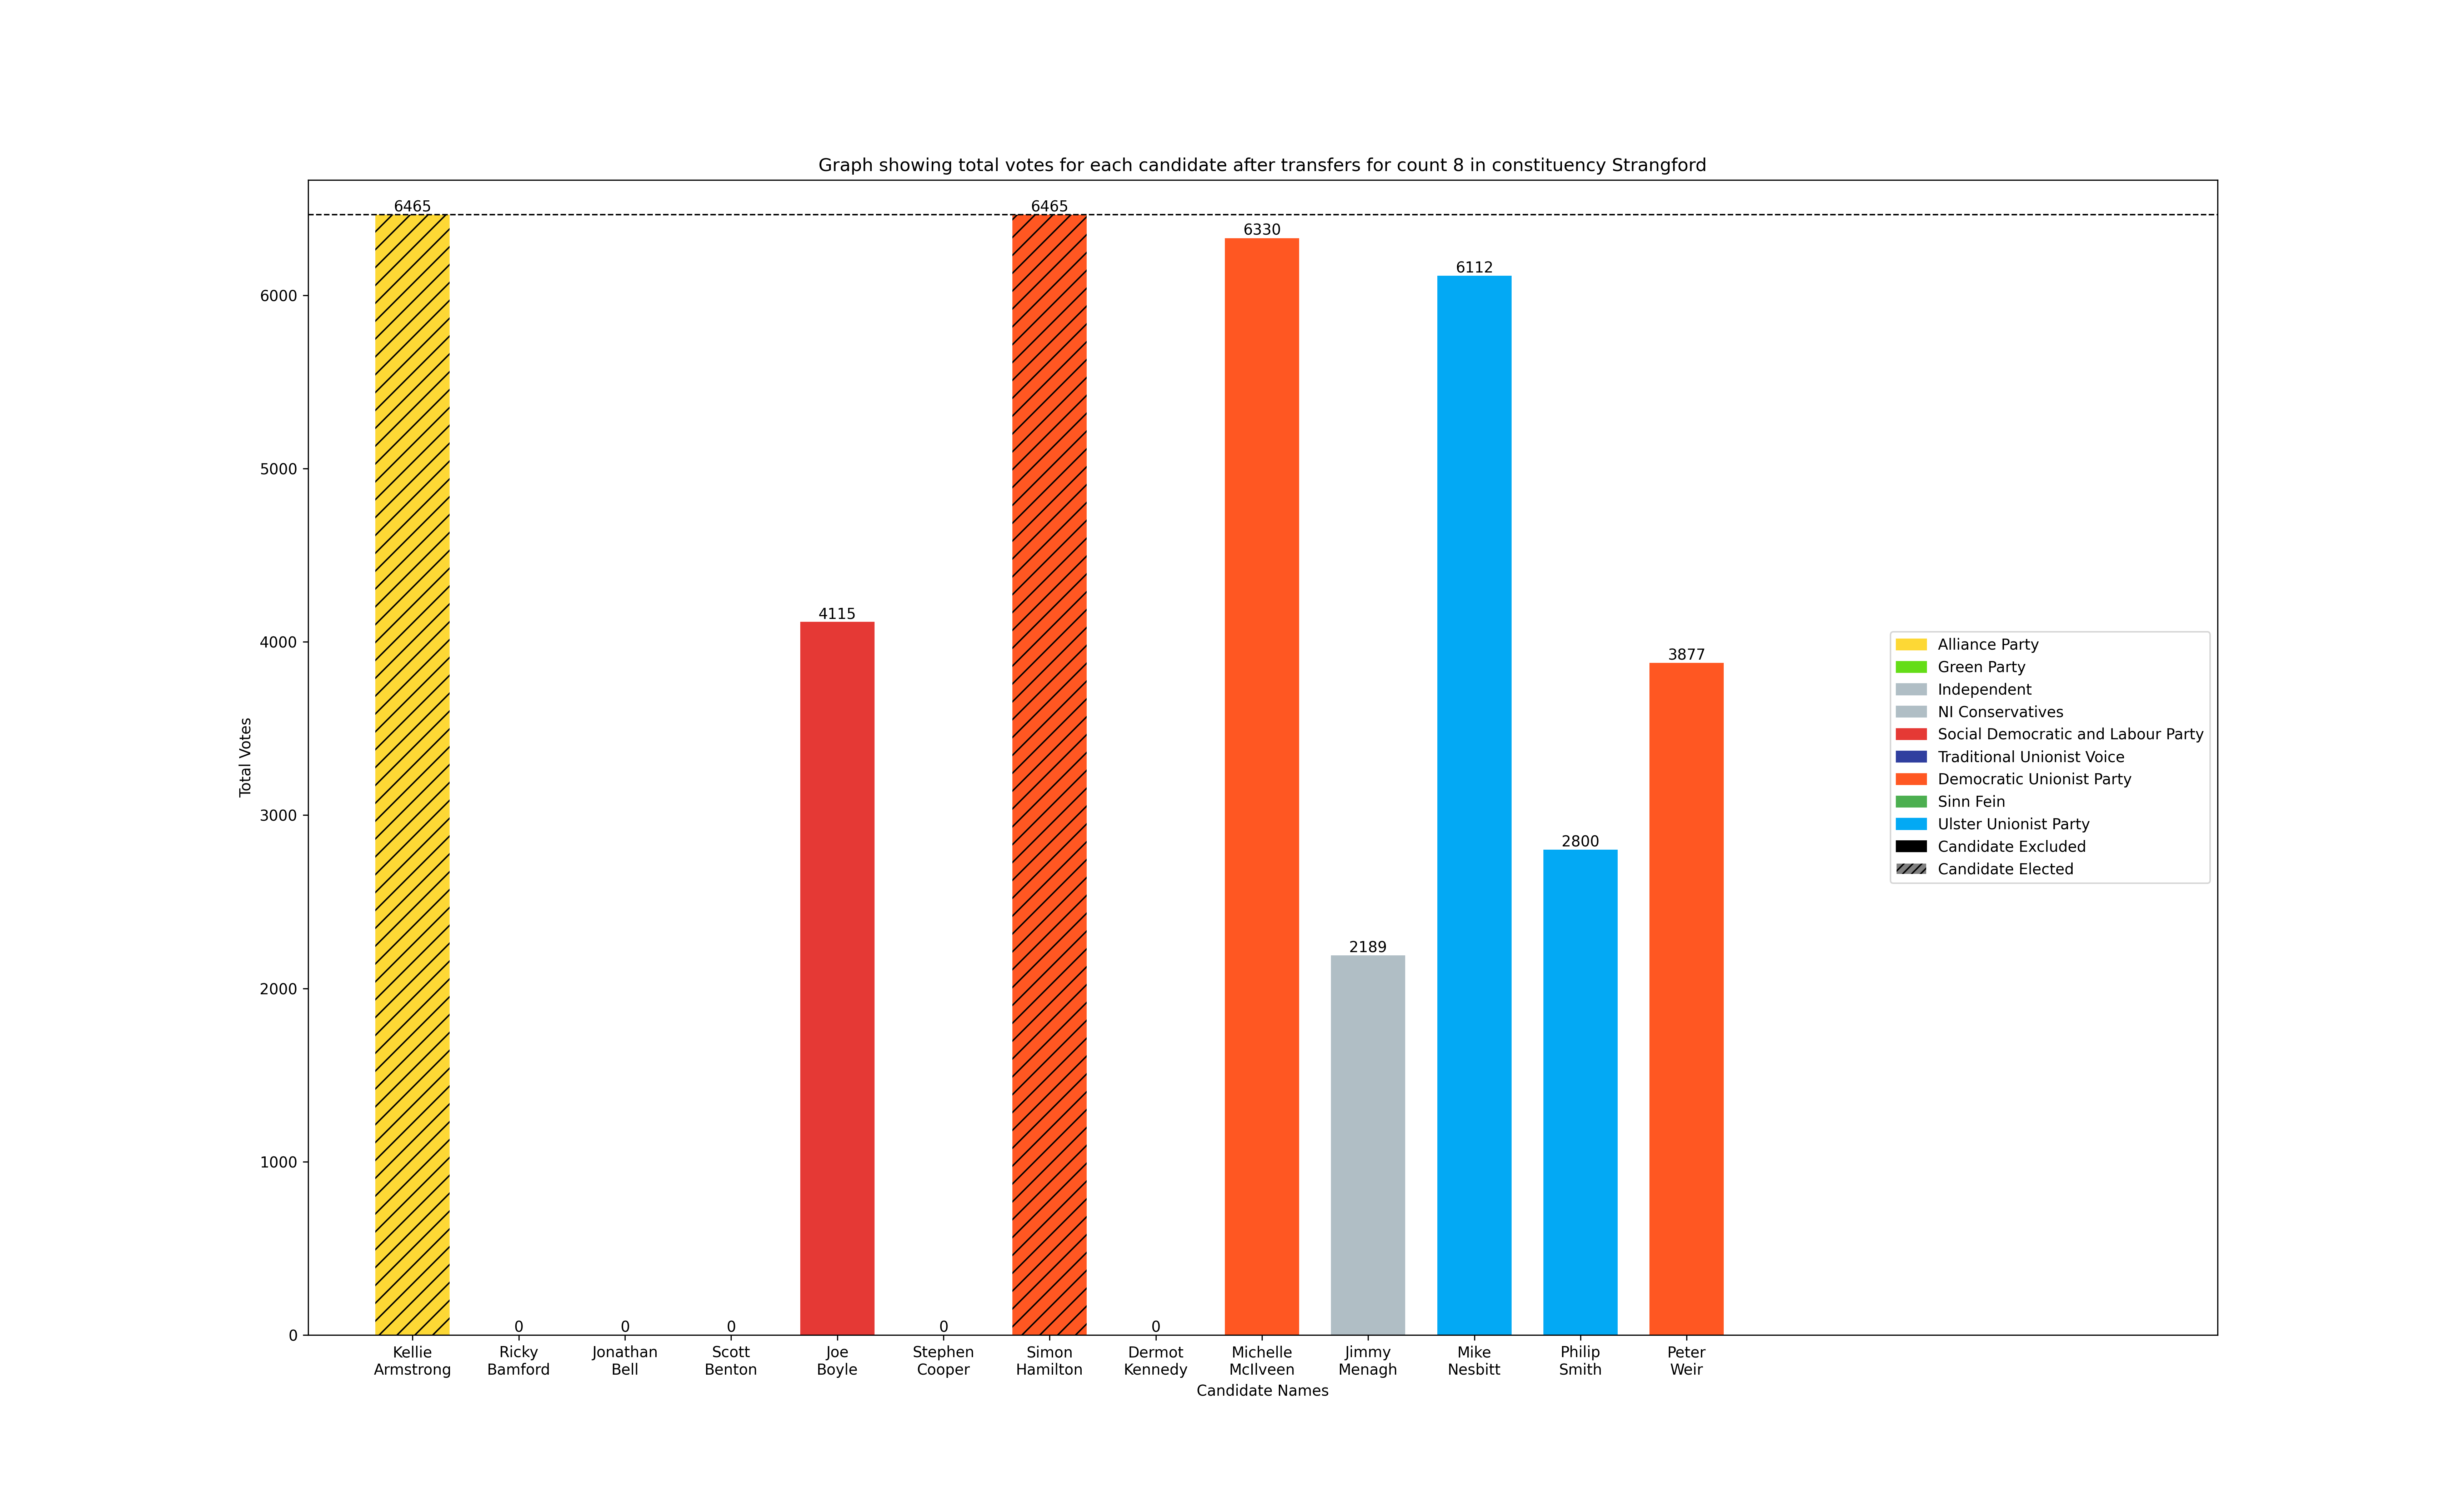 Graph showing total votes for each candidate after transfers for count 8 in constituency Strangford
6465
6465
6330
6112
4115
3877
2800
2189
0
0
0
0
0
6000
5000
4000
3000
2000
1000
0
Total Votes
Alliance Party
Green Party
Independent
NI Conservatives
Social Democratic and Labour Party
Traditional Unionist Voice
Democratic Unionist Party
Sinn Fein
Ulster Unionist Party
Candidate Excluded
Candidate Elected
Kellie
Armstrong
Ricky
Bamford
Jonathan
Bell
Scott
Benton
Joe
Boyle
Stephen
Cooper
Simon
Hamilton
Dermot
Kennedy
Michelle
McIlveen
Jimmy
Menagh
Mike
Nesbitt
Philip
Smith
Peter
Weir
Candidate Names